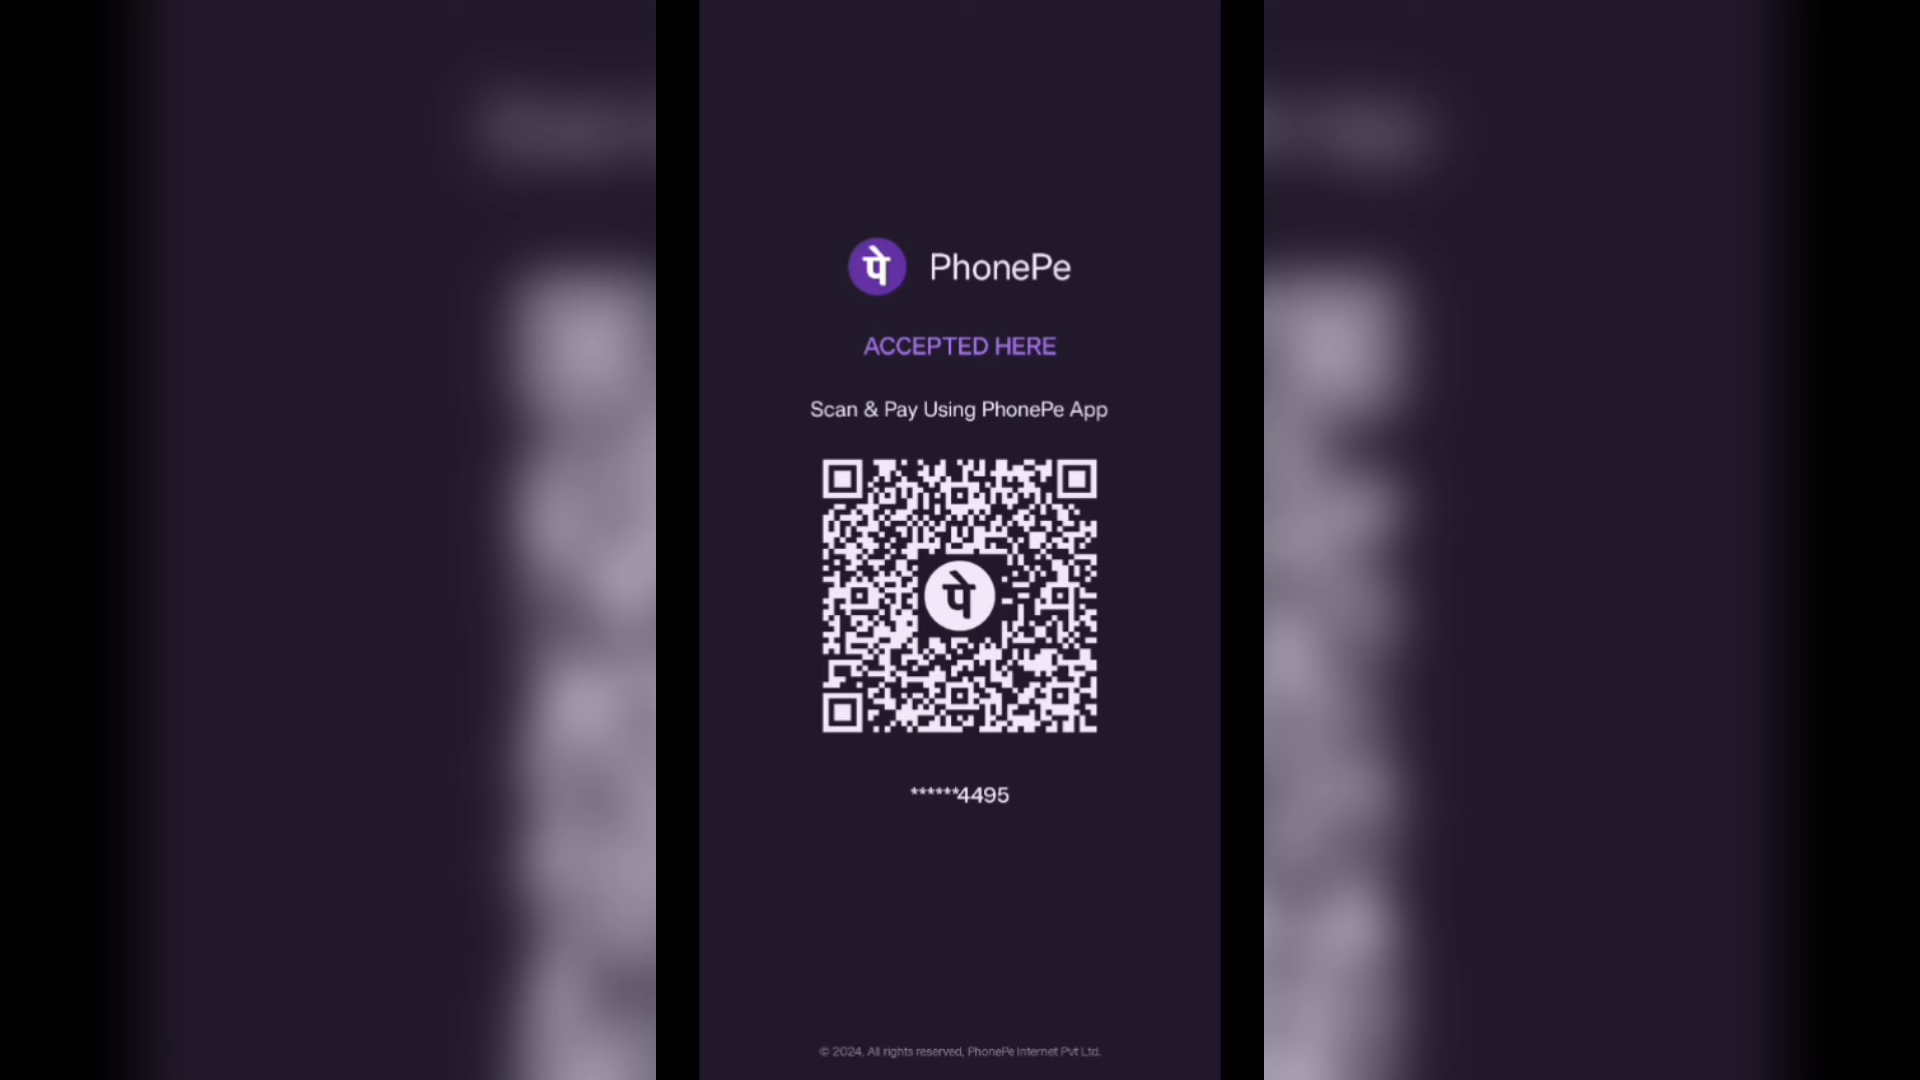 पे PhonePe
ACCEPTED HERE
Scan & Pay Using PhonePe App
पे
******4495
© 2024, All rights reserved, PhonePe Internet Pvt Ltd.